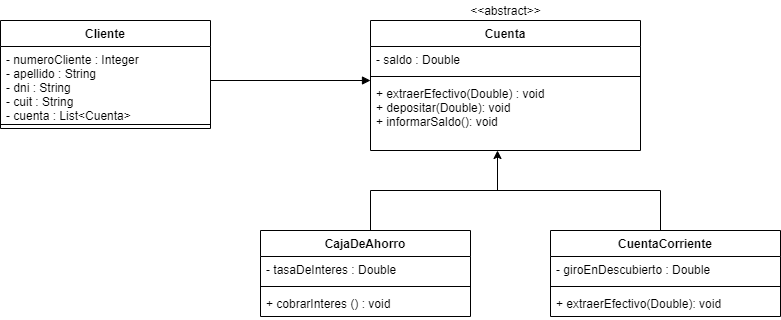 <<abstract>>
Cliente
- numeroCliente : Integer
- apellido : String
- dni : String
- cuit : String
- cuenta : List<Cuenta>
Cuenta
- saldo : Double
+ extraerEfectivo(Double) : void
+ depositar(Double): void
+ informarSaldo(): void
CajaDeAhorro
- tasaDeInteres : Double
+ cobrarInteres () : void
CuentaCorriente
- giroEnDescubierto : Double
+ extraerEfectivo(Double): void